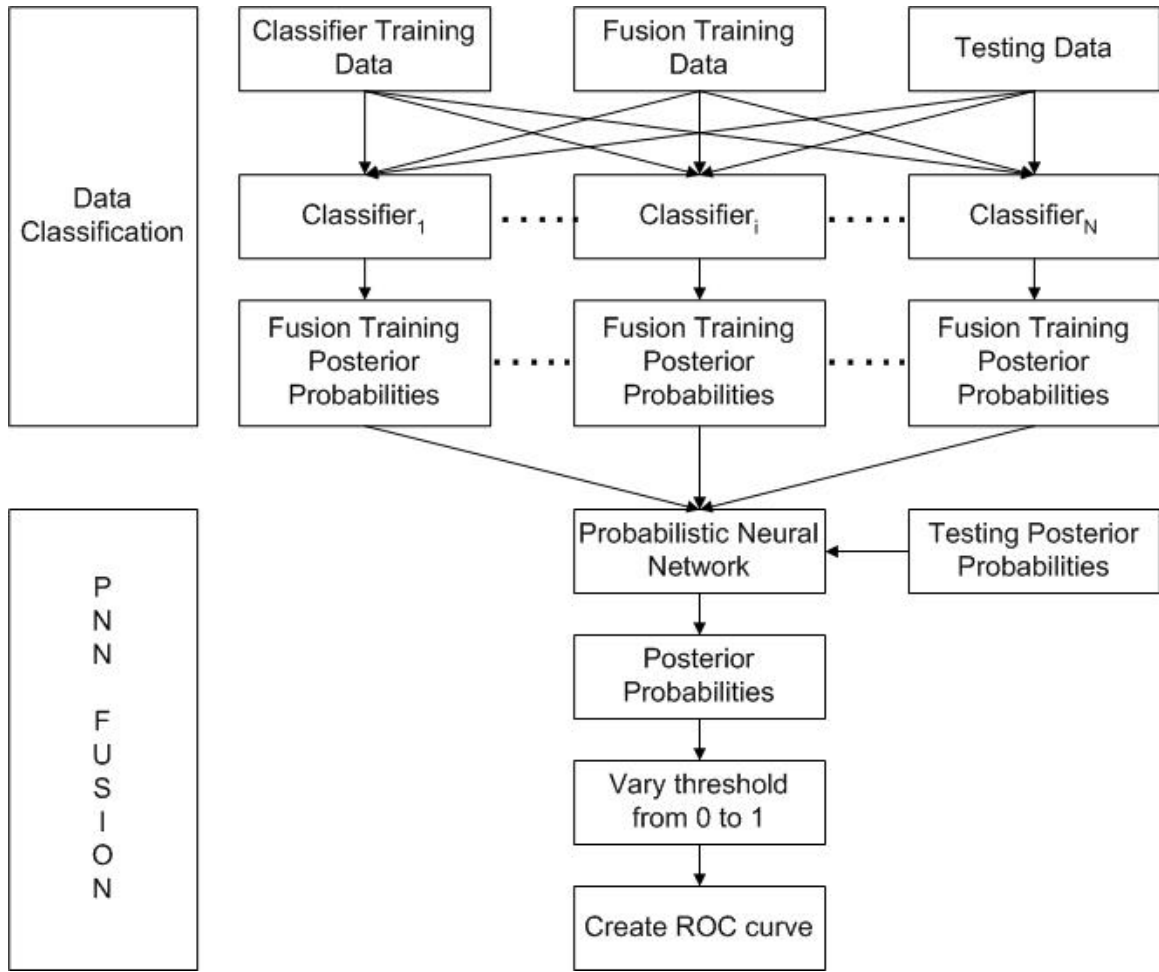 Classifier Training
Data
Fusion Training
Data
Testing Data
Data
Classification
Classifier1
Classifieri
ClassifierN
Fusion Training
Posterior
Probabilities
Fusion Training
Posterior
Probabilities
Fusion Training
Posterior
Probabilities
P
N
N
F
U
S
I
O
N
Probabilistic Neural
Network
Testing Posterior
Probabilities
Posterior
Probabilities
Vary threshold
from 0 to 1
Create ROC curve